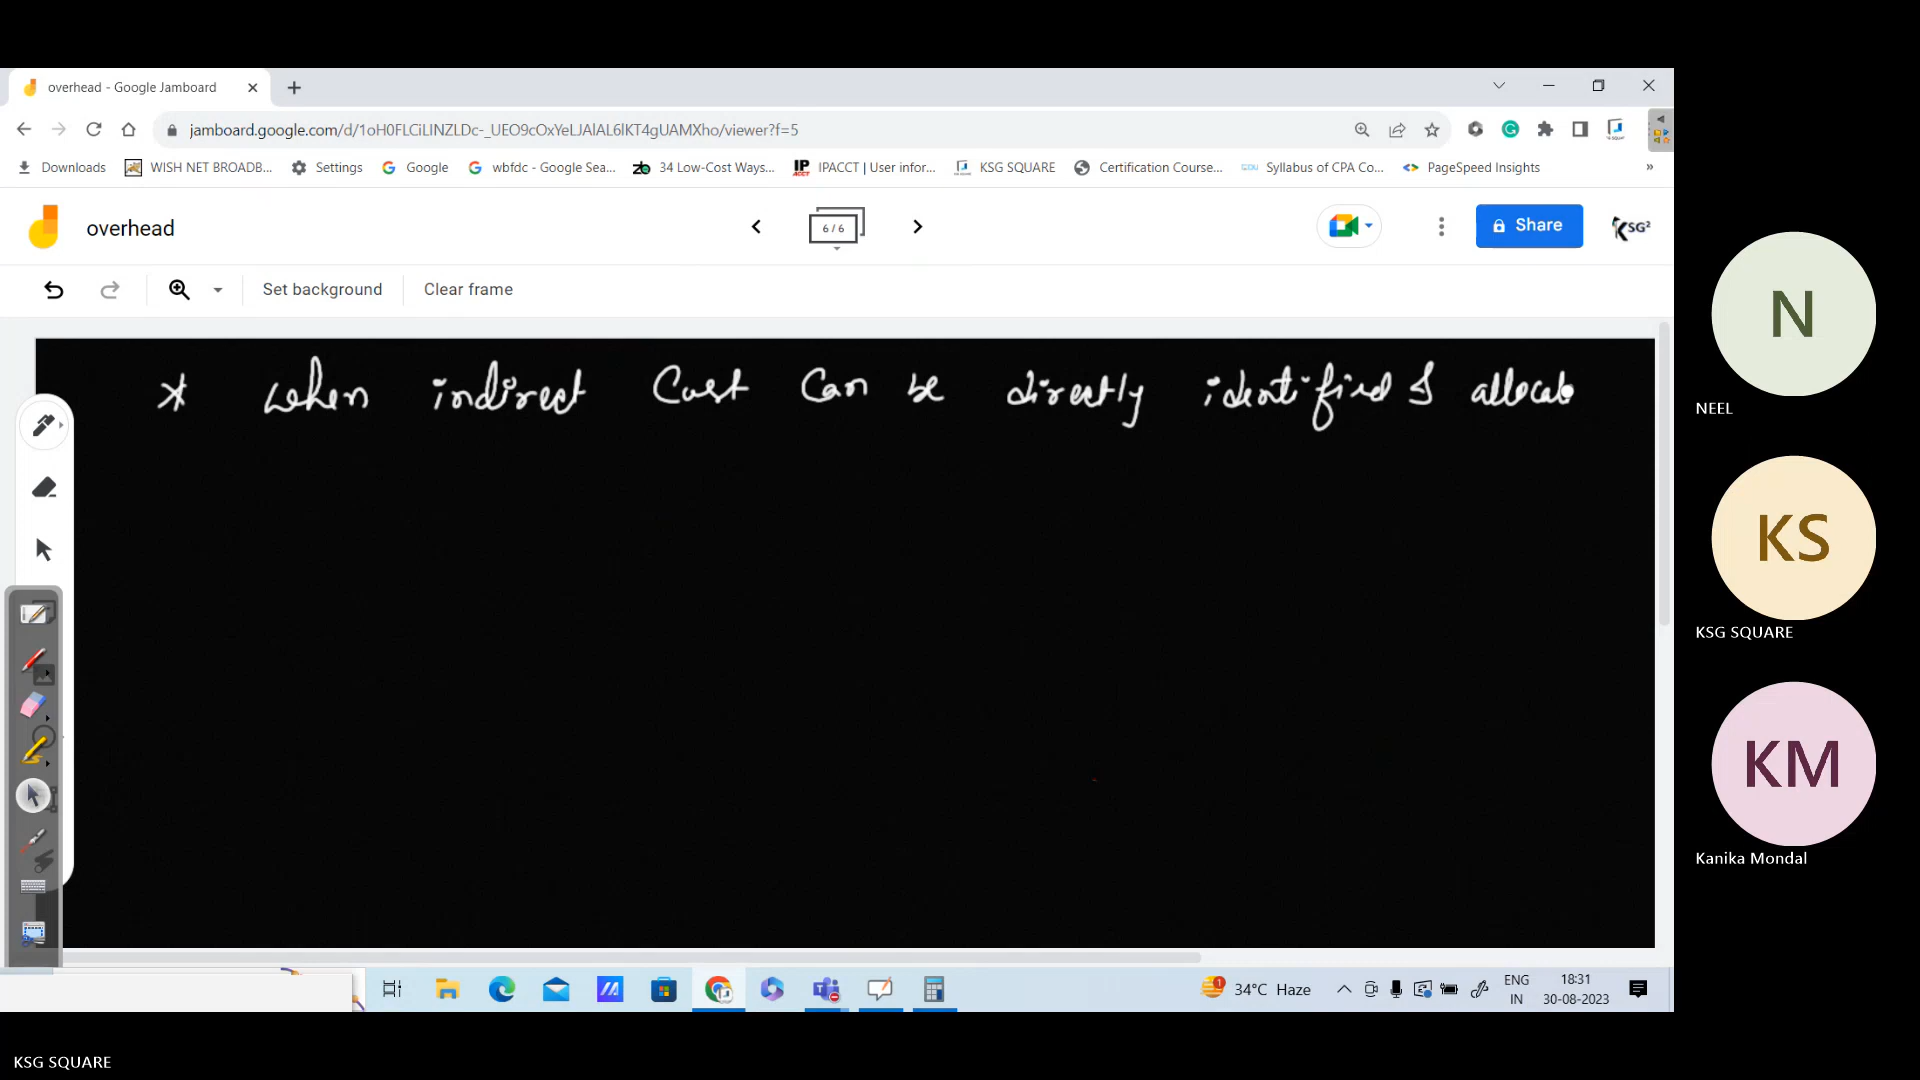 overhead - Google Jamboard
jamboard.google.com/d/1oH0FLCiLINZLDc-_UEO9cOxYeLJAlAL6lKT4gUAMXho/viewer?f=5
Downloads WISH NET BROADB... Settings Google wbfdc - Google Sea... 34 Low-Cost Ways... IPACCT | User infor... KSG SQUARE Certification Course... Syllabus of CPA Co... PageSpeed Insights »
overhead 6 / 6 Share KSG²
Set background Clear frame
* When indirect Cost Can be directly identified & allocate
N
NEEL
KS
KSG SQUARE
KM
Kanika Mondal
34°C Haze ENG IN 18:31 30-08-2023
KSG SQUARE